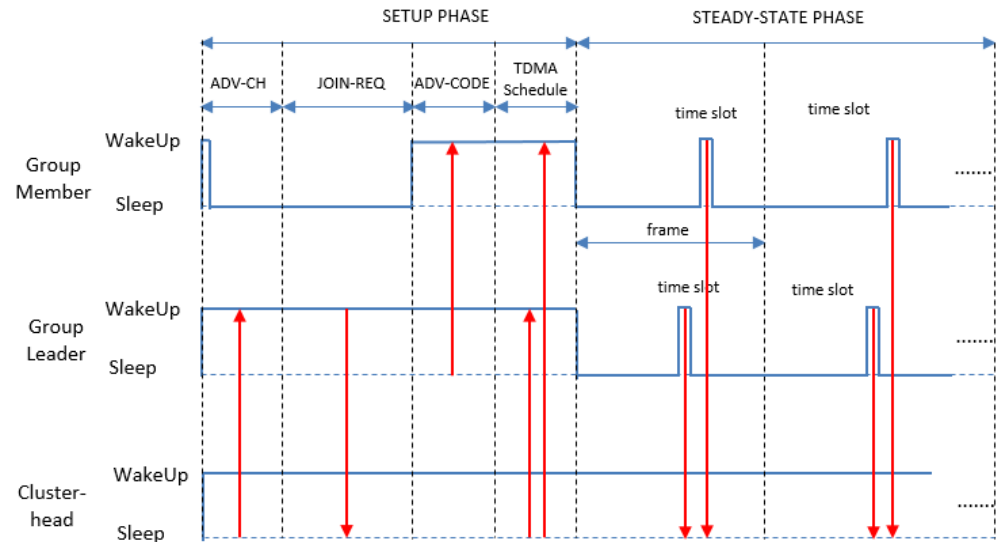 SETUP PHASE
STEADY-STATE PHASE
ADV-CH
JOIN-REQ
ADV-CODE
TDMA
Schedule
time slot
time slot
WakeUp
Group
Member
Sleep
........
frame
time slot
time slot
WakeUp
Group
Leader
Sleep
........
WakeUp
Cluster-
head
Sleep
........